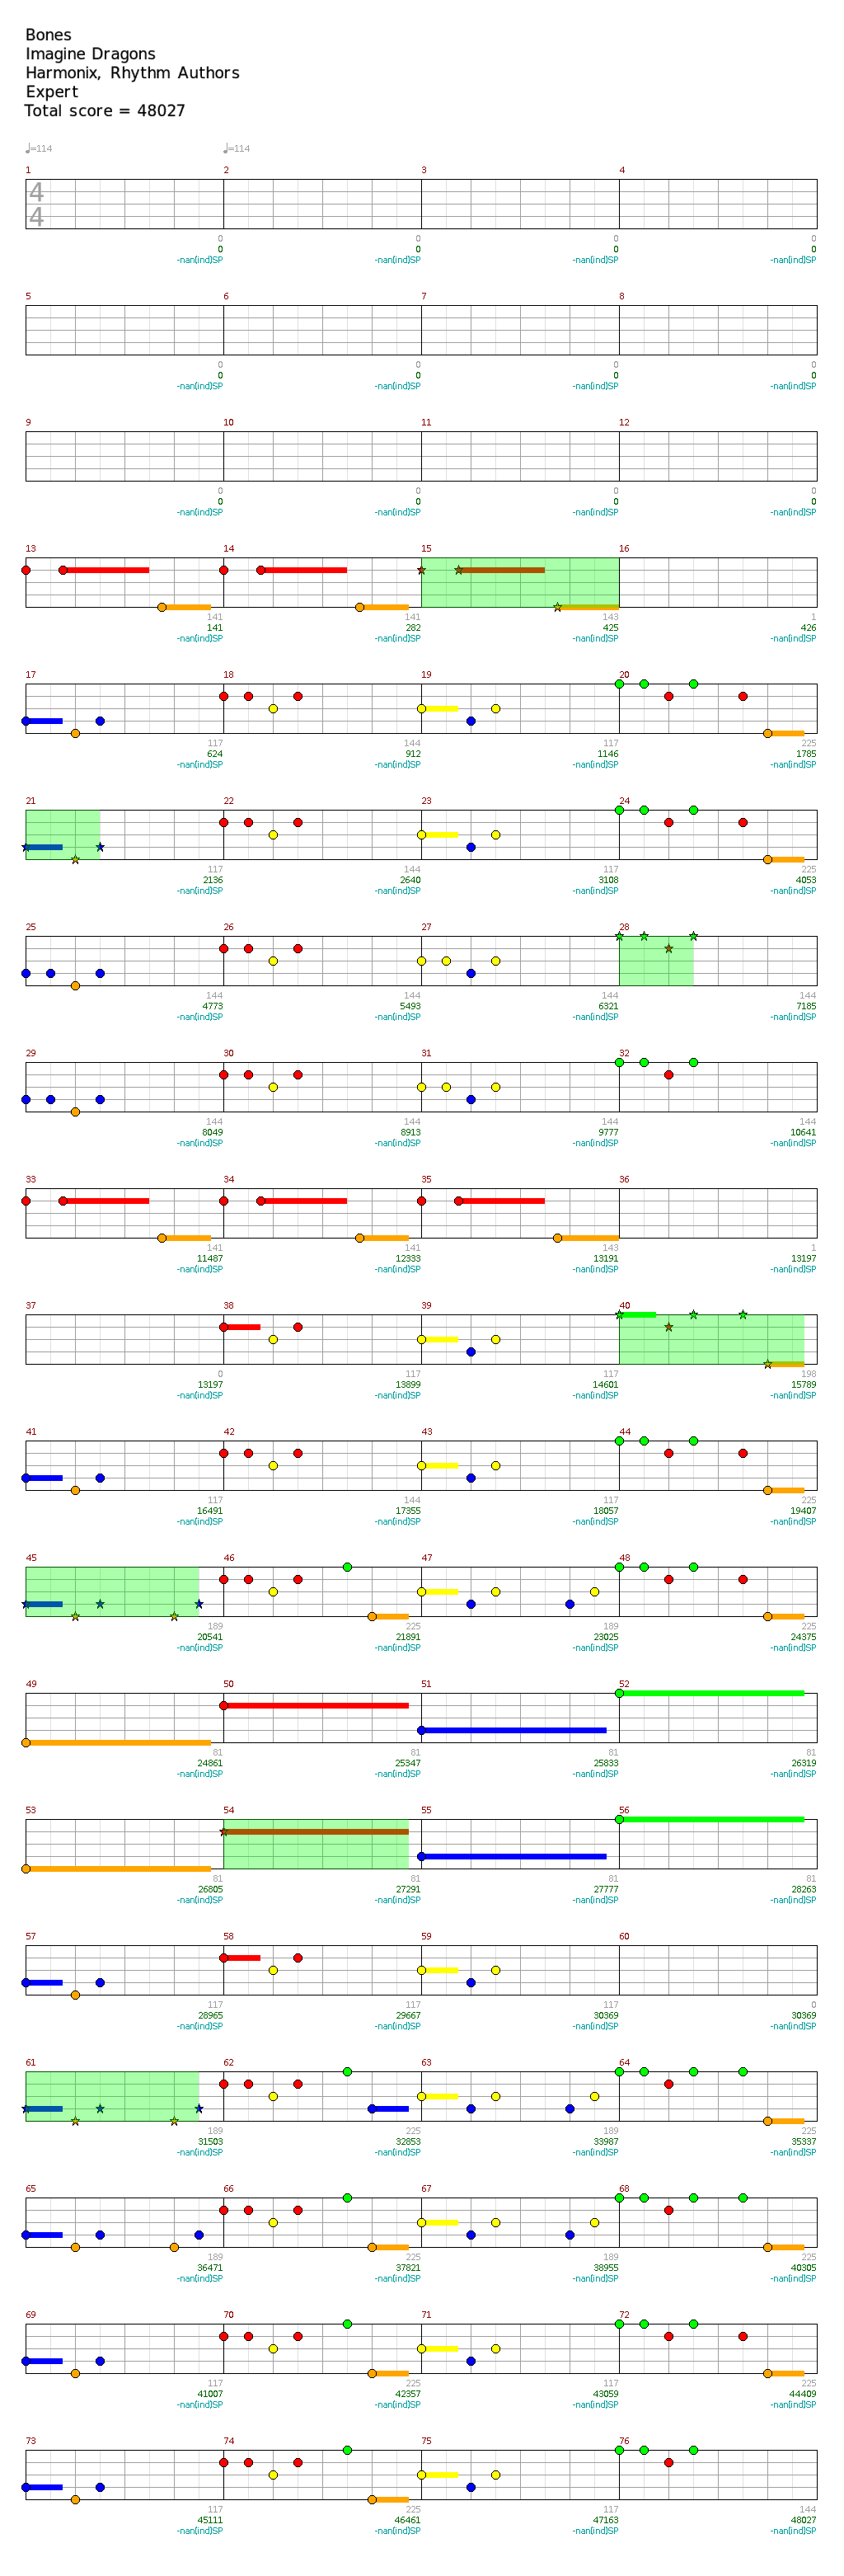 Bones
Imagine Dragons
Harmonix, Rhythm Authors
Expert
Total score = 48027
♩=114 ♩=114
1 2 3 4
4
4
0 0 0 0
0 0 0 0
-nan(ind)SP -nan(ind)SP -nan(ind)SP -nan(ind)SP
5 6 7 8
0 0 0 0
0 0 0 0
-nan(ind)SP -nan(ind)SP -nan(ind)SP -nan(ind)SP
9 10 11 12
0 0 0 0
0 0 0 0
-nan(ind)SP -nan(ind)SP -nan(ind)SP -nan(ind)SP
13 14 15 16
141 141 143 1
141 282 425 426
-nan(ind)SP -nan(ind)SP -nan(ind)SP -nan(ind)SP
17 18 19 20
117 144 117 225
624 912 1146 1785
-nan(ind)SP -nan(ind)SP -nan(ind)SP -nan(ind)SP
21 22 23 24
117 144 117 225
2136 2640 3108 4053
-nan(ind)SP -nan(ind)SP -nan(ind)SP -nan(ind)SP
25 26 27 28
144 144 144 144
4773 5493 6321 7185
-nan(ind)SP -nan(ind)SP -nan(ind)SP -nan(ind)SP
29 30 31 32
144 144 144 144
8049 8913 9777 10641
-nan(ind)SP -nan(ind)SP -nan(ind)SP -nan(ind)SP
33 34 35 36
141 141 143 1
11487 12333 13191 13197
-nan(ind)SP -nan(ind)SP -nan(ind)SP -nan(ind)SP
37 38 39 40
0 117 117 198
13197 13899 14601 15789
-nan(ind)SP -nan(ind)SP -nan(ind)SP -nan(ind)SP
41 42 43 44
117 144 117 225
16491 17355 18057 19407
-nan(ind)SP -nan(ind)SP -nan(ind)SP -nan(ind)SP
45 46 47 48
189 225 189 225
20541 21891 23025 24375
-nan(ind)SP -nan(ind)SP -nan(ind)SP -nan(ind)SP
49 50 51 52
81 81 81 81
24861 25347 25833 26319
-nan(ind)SP -nan(ind)SP -nan(ind)SP -nan(ind)SP
53 54 55 56
81 81 81 81
26805 27291 27777 28263
-nan(ind)SP -nan(ind)SP -nan(ind)SP -nan(ind)SP
57 58 59 60
117 117 117 0
28965 29667 30369 30369
-nan(ind)SP -nan(ind)SP -nan(ind)SP -nan(ind)SP
61 62 63 64
189 225 189 225
31503 32853 33987 35337
-nan(ind)SP -nan(ind)SP -nan(ind)SP -nan(ind)SP
65 66 67 68
189 225 189 225
36471 37821 38955 40305
-nan(ind)SP -nan(ind)SP -nan(ind)SP -nan(ind)SP
69 70 71 72
117 225 117 225
41007 42357 43059 44409
-nan(ind)SP -nan(ind)SP -nan(ind)SP -nan(ind)SP
73 74 75 76
117 225 117 144
45111 46461 47163 48027
-nan(ind)SP -nan(ind)SP -nan(ind)SP -nan(ind)SP